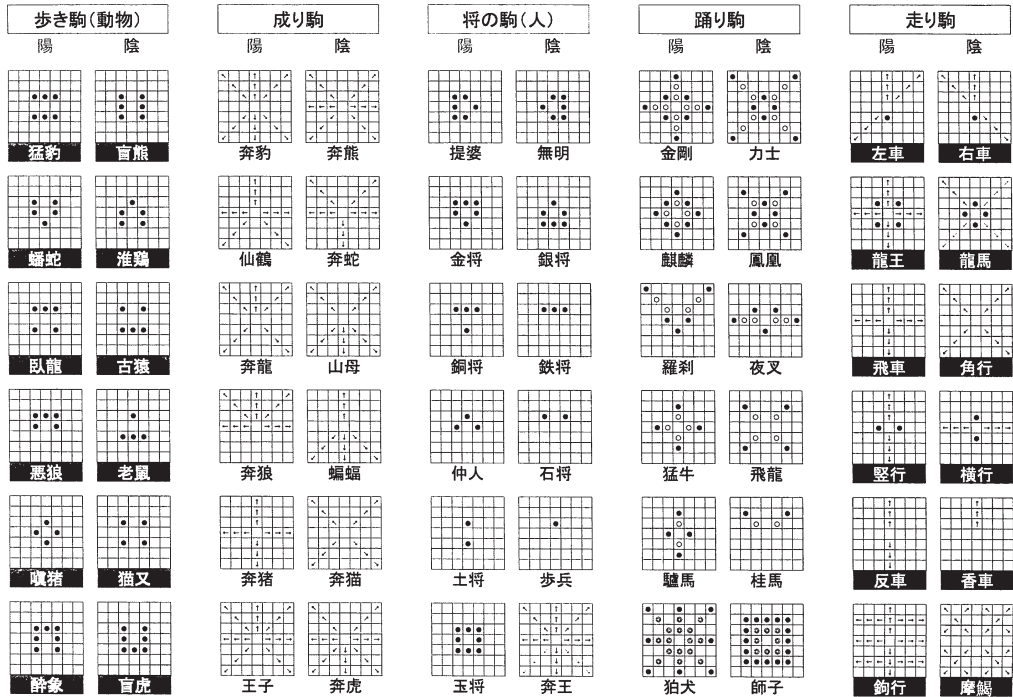 歩き駒(動物) 成り駒 将の駒(人) 踊り駒 走り駒
陽 陰 陽 陰 陽 陰 陽 陰 陽 陰
猛豹 盲熊 奔豹 奔熊 提婆 無明 金剛 力士 左車 右車
蟠蛇 淮鶏 仙鶴 奔蛇 金将 銀将 麒麟 鳳凰 龍王 龍馬
臥龍 古猿 奔龍 山母 銅将 鉄将 羅刹 夜叉 飛車 角行
悪狼 老鼠 奔狼 蝙蝠 仲人 石将 猛牛 飛龍 竪行 横行
嗔猪 猫又 奔猪 奔猫 土将 歩兵 驢馬 桂馬 反車 香車
酔象 盲虎 王子 奔虎 玉将 奔王 狛犬 師子 鉤行 摩𩹄